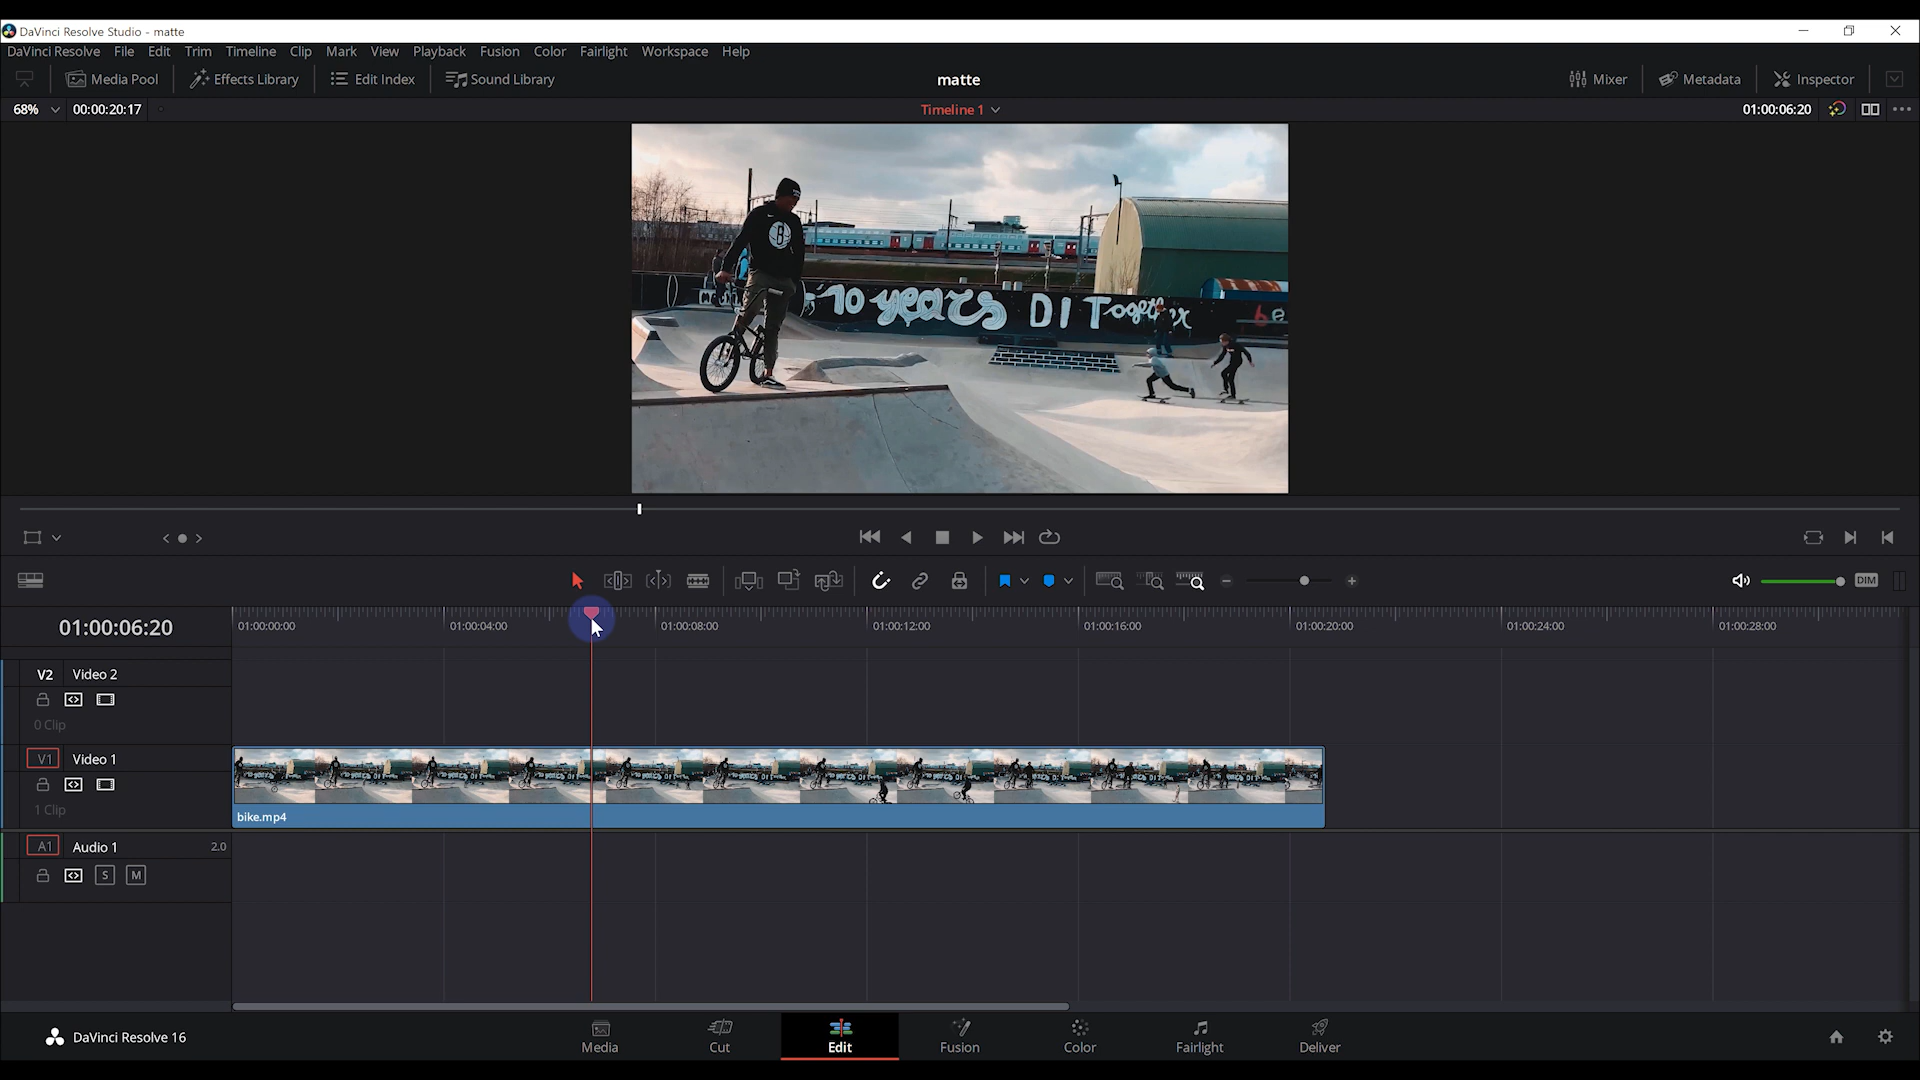 DaVinci Resolve Studio - matte
DaVinci Resolve File Edit Trim Timeline Clip Mark View Playback Fusion Color Fairlight Workspace Help
Media Pool Effects Library Edit Index Sound Library matte Mixer Metadata Inspector
68% 00:00:20:17 Timeline 1 01:00:06:20
B
10 years DI Together be
DIM
01:00:06:20 01:00:00:00 01:00:04:00 01:00:08:00 01:00:12:00 01:00:16:00 01:00:20:00 01:00:24:00 01:00:28:00
V2 Video 2
0 Clip
V1 Video 1
1 Clip
bike.mp4
A1 Audio 1 2.0
S M
DaVinci Resolve 16 Media Cut Edit Fusion Color Fairlight Deliver